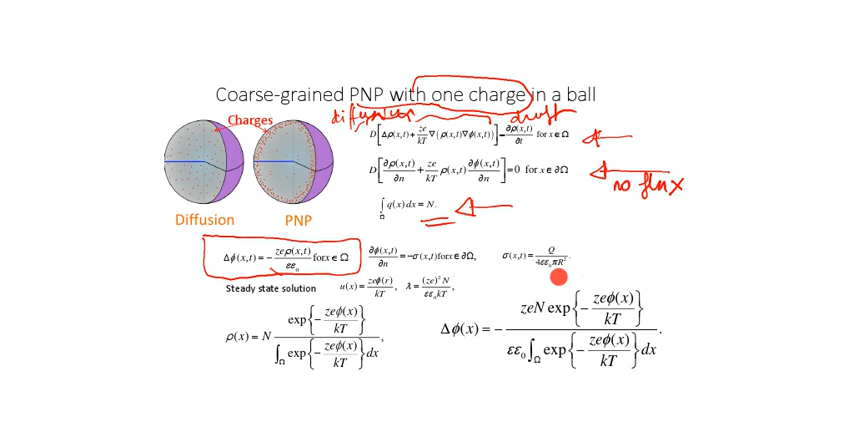 Coarse-grained PNP with one charge in a ball
diffusion drift
Charges
D[Δρ(x,t)+ze/kT ∇(ρ(x,t)∇ϕ(x,t))]=∂ρ(x,t)/∂t for x∈Ω
D[∂ρ(x,t)/∂n + ze/kT ρ(x,t) ∂ϕ(x,t)/∂n]=0 for x∈∂Ω
no flux
∫_Ω q(x)dx = N.
Diffusion PNP
Δϕ(x,t)=−zeρ(x,t)/εε₀ for x∈Ω ∂ϕ(x,t)/∂n=−σ(x,t) for x∈∂Ω, σ(x,t)=Q/4εε₀πR².
Steady state solution u(x)=zeϕ(r)/kT, λ=(ze)²N/εε₀kT,
ρ(x)=N exp{−zeϕ(x)/kT}/∫_Ω exp{−zeϕ(x)/kT}dx, Δϕ(x)=−zeN exp{−zeϕ(x)/kT}/εε₀∫_Ω exp{−zeϕ(x)/kT}dx.